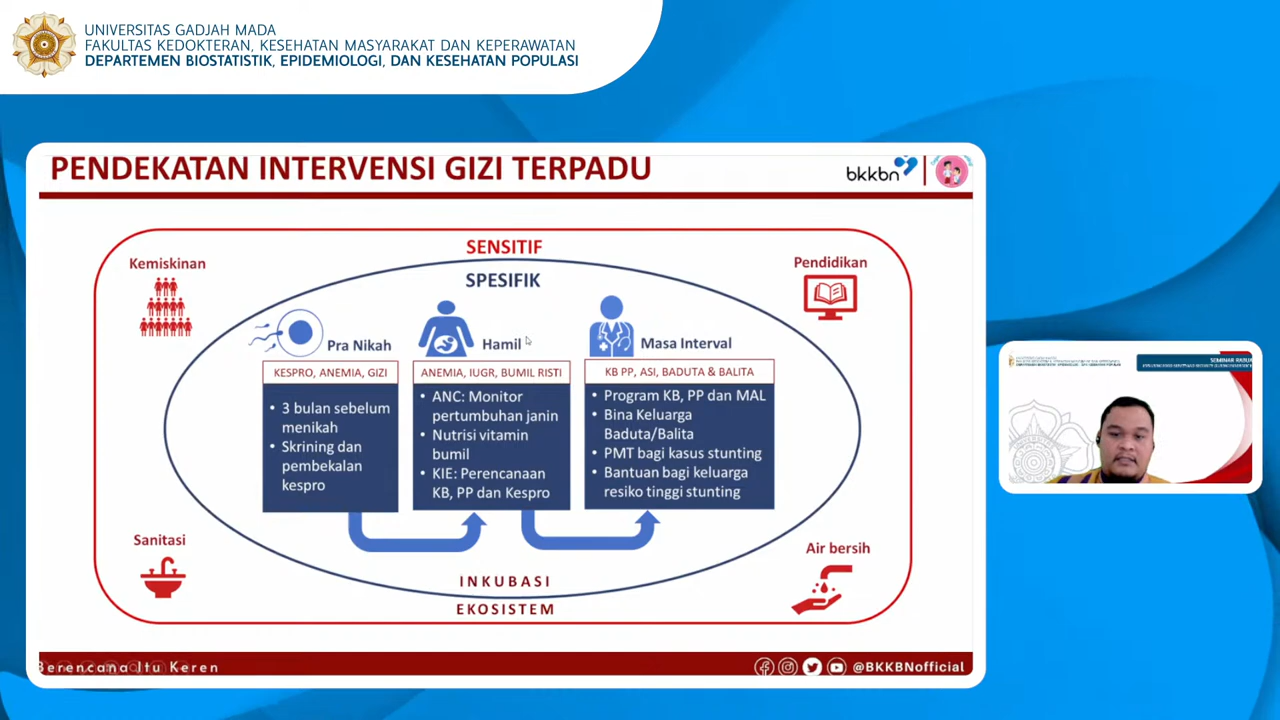 UNIVERSITAS GADJAH MADA
FAKULTAS KEDOKTERAN, KESEHATAN MASYARAKAT DAN KEPERAWATAN
DEPARTEMEN BIOSTATISTIK, EPIDEMIOLOGI, DAN KESEHATAN POPULASI
PENDEKATAN INTERVENSI GIZI TERPADU
bkkbn
SENSITIF
Kemiskinan
Pendidikan
SPESIFIK
Pra Nikah
Hamil
Masa Interval
KESPRO, ANEMIA, GIZI
ANEMIA, IUGR, BUMIL RISTI
KB PP, ASI, BADUTA & BALITA
• 3 bulan sebelum
menikah
• Skrining dan
pembekalan
kespro
• ANC: Monitor
pertumbuhan janin
• Nutrisi vitamin
bumil
• KIE: Perencanaan
KB, PP dan Kespro
• Program KB, PP dan MAL
• Bina Keluarga
Baduta/Balita
• PMT bagi kasus stunting
• Bantuan bagi keluarga
resiko tinggi stunting
Sanitasi
Air bersih
INKUBASI
EKOSISTEM
Berencana Itu Keren
@BKKBNofficial